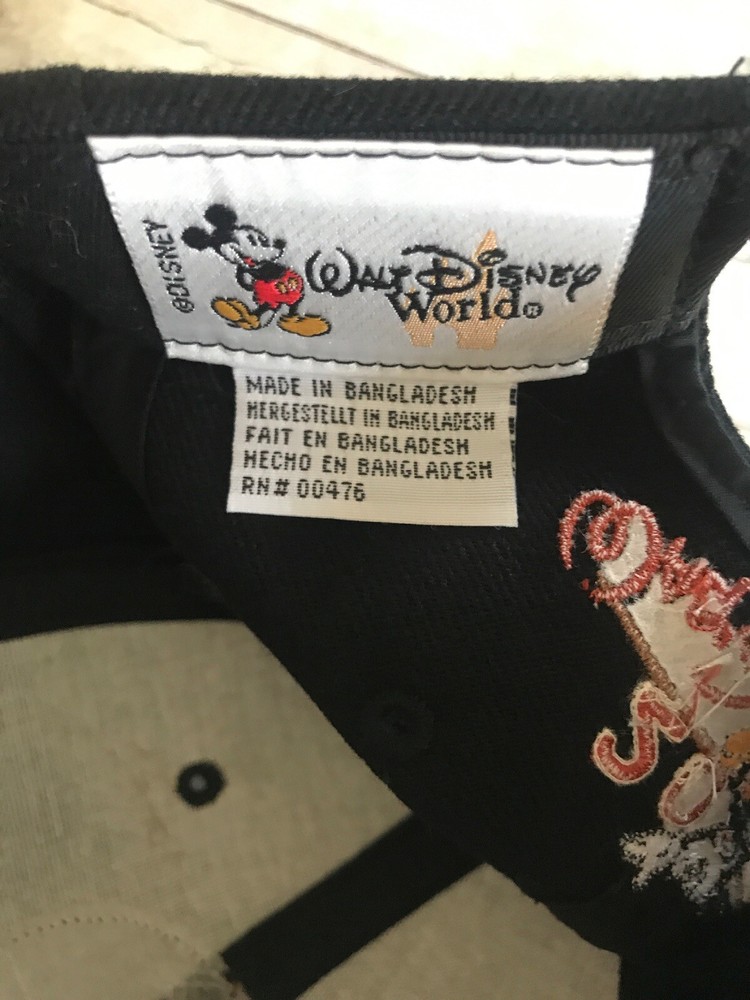 ©DISNEY
WALT DISNEY
World®
MADE IN BANGLADESH
HERGESTELLT IN BANGLADESH
FAIT EN BANGLADESH
HECHO EN BANGLADESH
RN# 00476